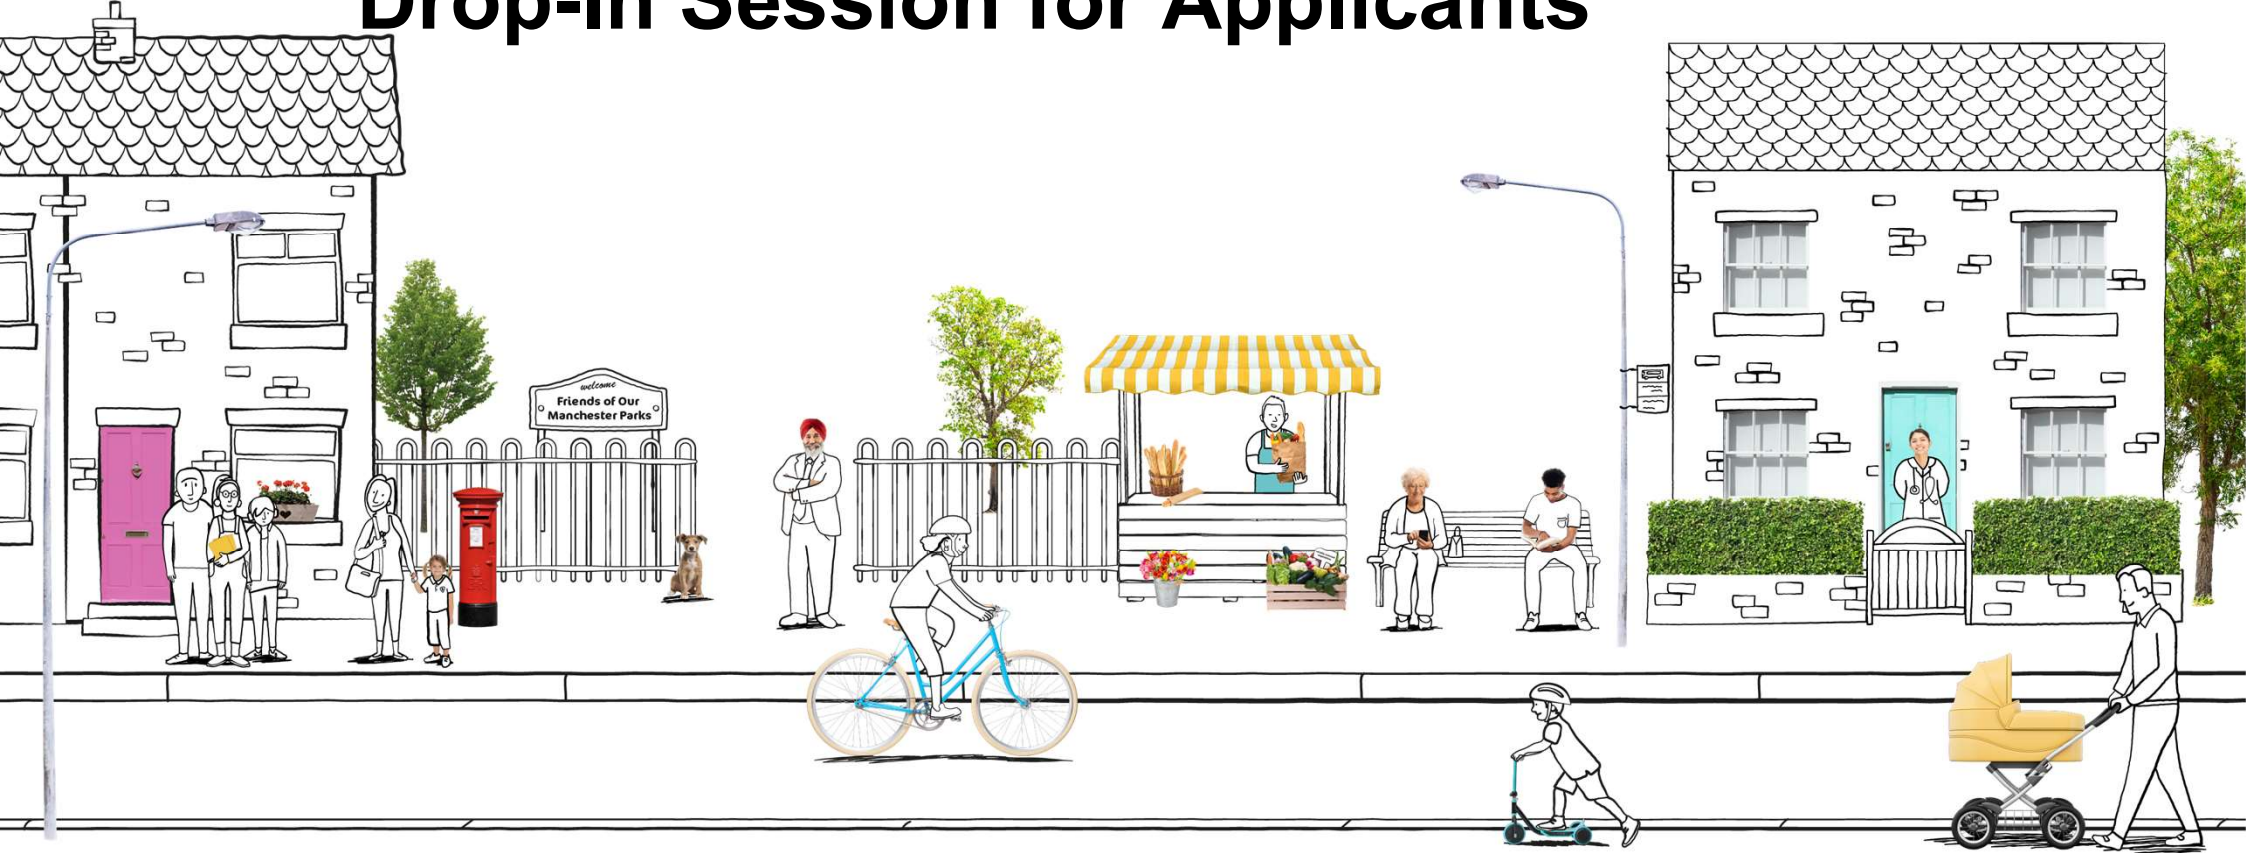 Drop-in Session for Applicants
welcome
Friends of Our
Manchester Parks